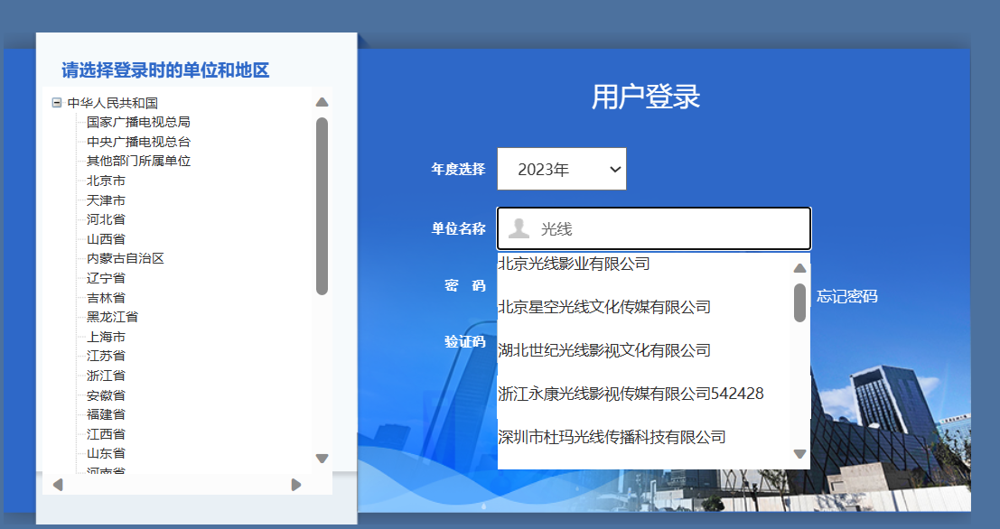 请选择登录时的单位和地区
中华人民共和国
国家广播电视总局
中央广播电视总台
其他部门所属单位
北京市
天津市
河北省
山西省
内蒙古自治区
辽宁省
吉林省
黑龙江省
上海市
江苏省
浙江省
安徽省
福建省
江西省
山东省
河南省
用户登录
年度选择 2023年
单位名称 光线
北京光线影业有限公司
北京星空光线文化传媒有限公司
湖北世纪光线影视文化有限公司
浙江永康光线影视传媒有限公司542428
深圳市杜玛光线传播科技有限公司
密 码 忘记密码
验证码